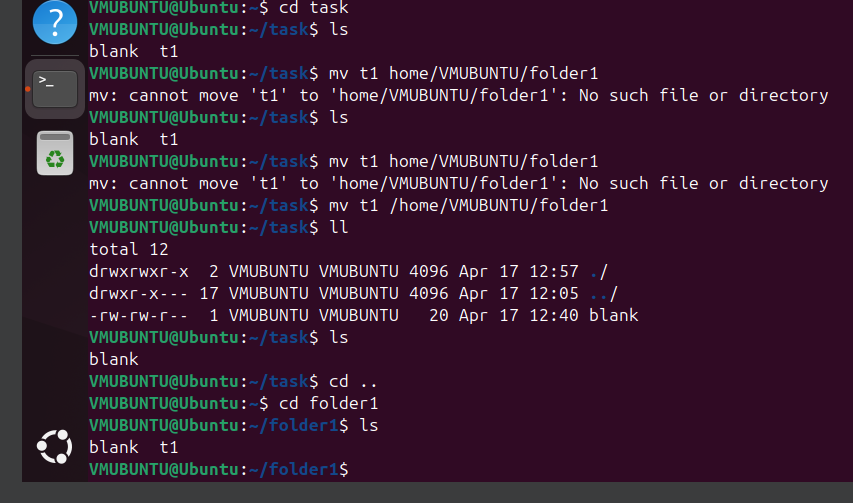 ?
VMUBUNTU@Ubuntu:~$ cd task
VMUBUNTU@Ubuntu:~/task$ ls
blank  t1
>_
VMUBUNTU@Ubuntu:~/task$ mv t1 home/VMUBUNTU/folder1
mv: cannot move 't1' to 'home/VMUBUNTU/folder1': No such file or directory
VMUBUNTU@Ubuntu:~/task$ ls
blank  t1
VMUBUNTU@Ubuntu:~/task$ mv t1 home/VMUBUNTU/folder1
mv: cannot move 't1' to 'home/VMUBUNTU/folder1': No such file or directory
VMUBUNTU@Ubuntu:~/task$ mv t1 /home/VMUBUNTU/folder1
VMUBUNTU@Ubuntu:~/task$ ll
total 12
drwxrwxr-x  2 VMUBUNTU VMUBUNTU 4096 Apr 17 12:57 ./
drwxr-x--- 17 VMUBUNTU VMUBUNTU 4096 Apr 17 12:05 ../
-rw-rw-r--  1 VMUBUNTU VMUBUNTU   20 Apr 17 12:40 blank
VMUBUNTU@Ubuntu:~/task$ ls
blank
VMUBUNTU@Ubuntu:~/task$ cd ..
VMUBUNTU@Ubuntu:~$ cd folder1
VMUBUNTU@Ubuntu:~/folder1$ ls
blank  t1
VMUBUNTU@Ubuntu:~/folder1$